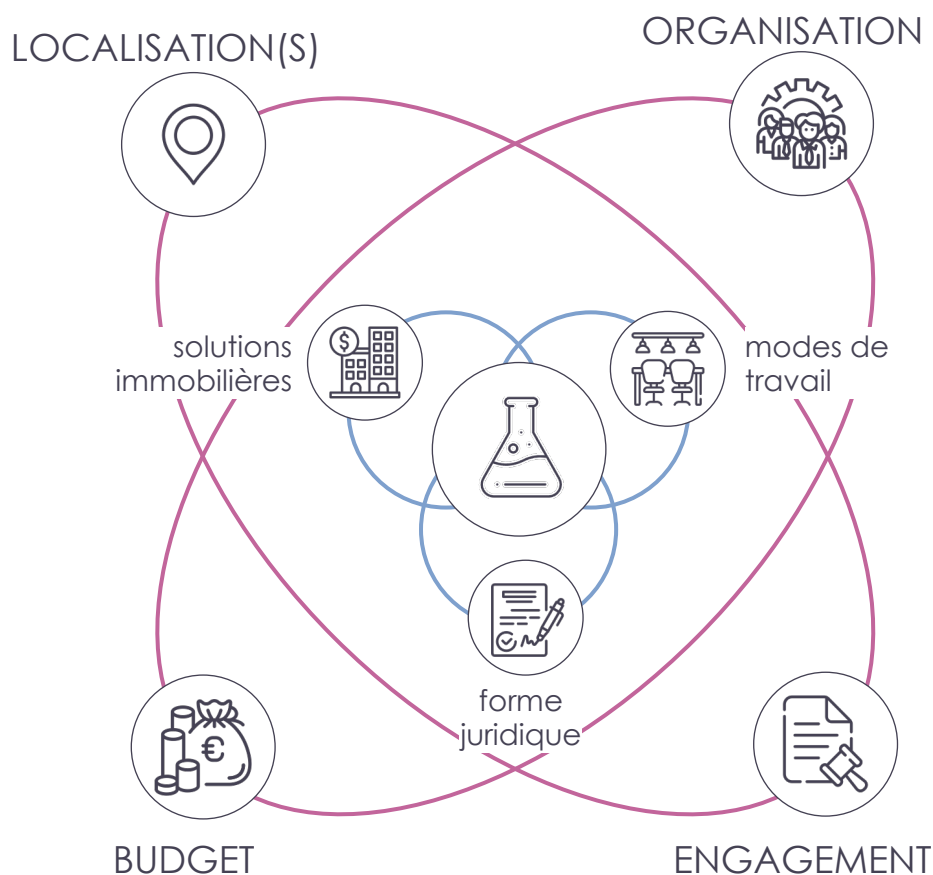 LOCALISATION(S)
ORGANISATION
solutions
immobilières
$
modes de
travail
forme
juridique
€
BUDGET
ENGAGEMENT